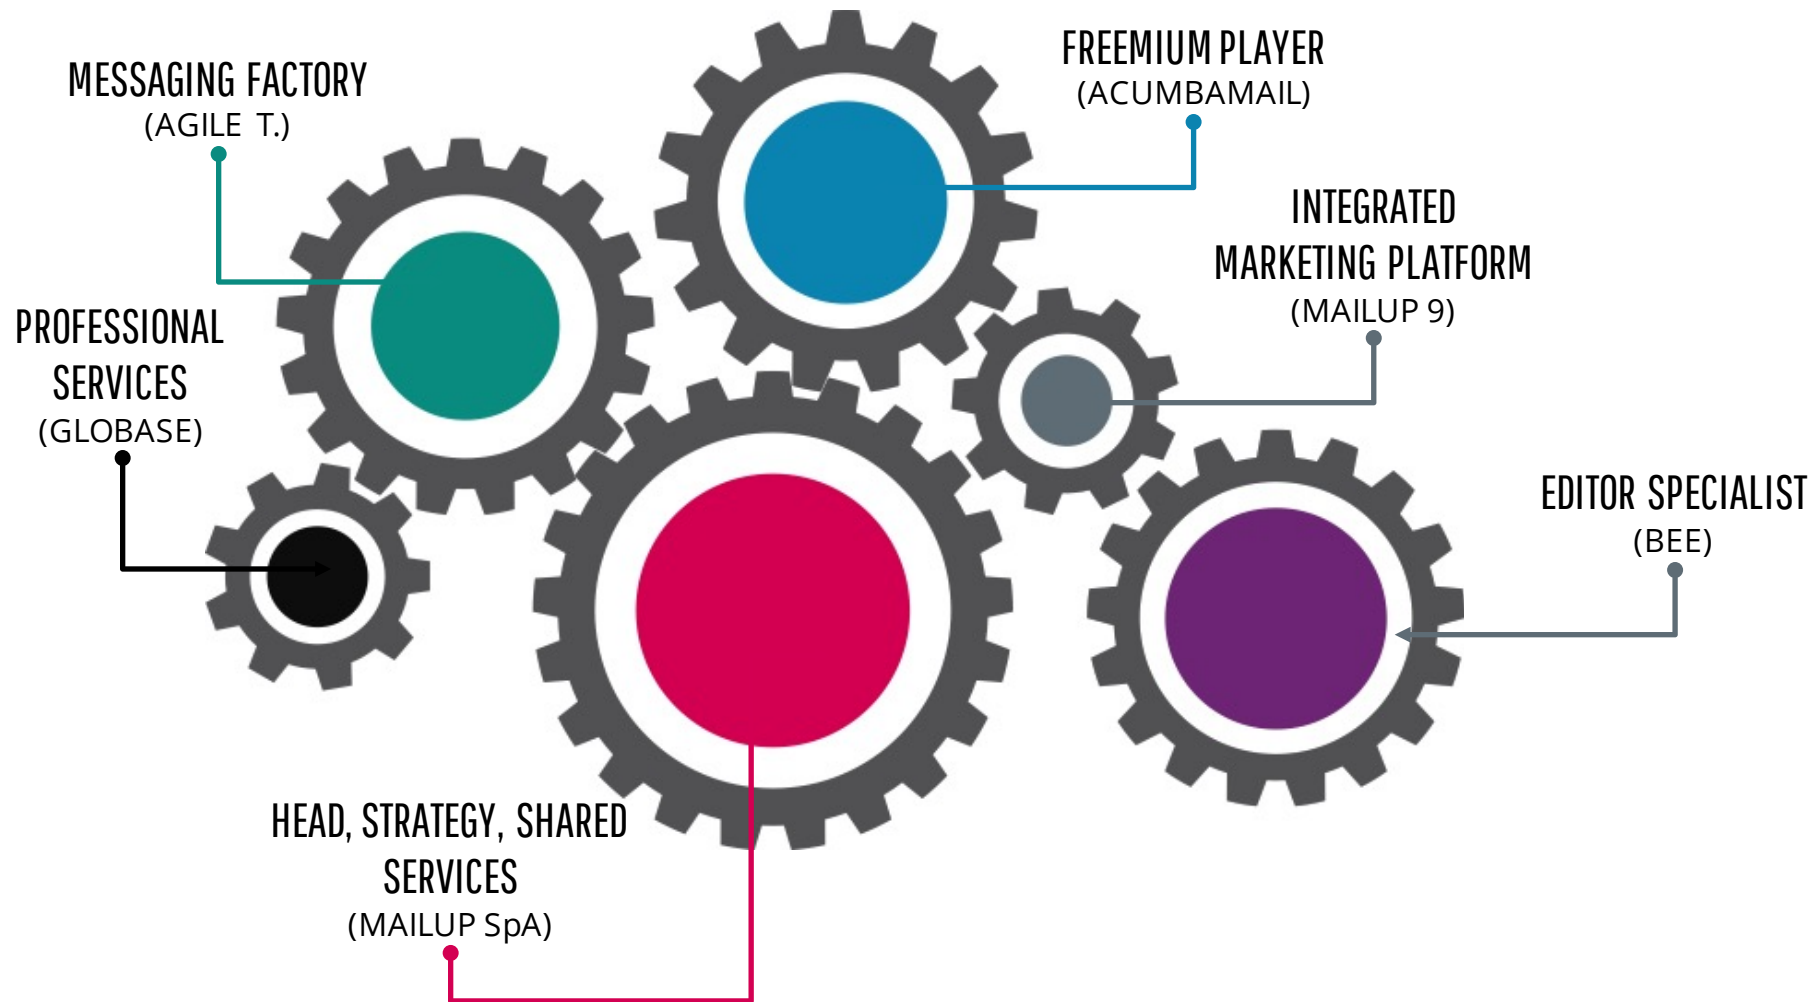 MESSAGING FACTORY
(AGILE T.)
FREEMIUM PLAYER
(ACUMBAMAIL)
INTEGRATED
MARKETING PLATFORM
(MAILUP 9)
PROFESSIONAL
SERVICES
(GLOBASE)
EDITOR SPECIALIST
(BEE)
HEAD, STRATEGY, SHARED
SERVICES
(MAILUP SpA)